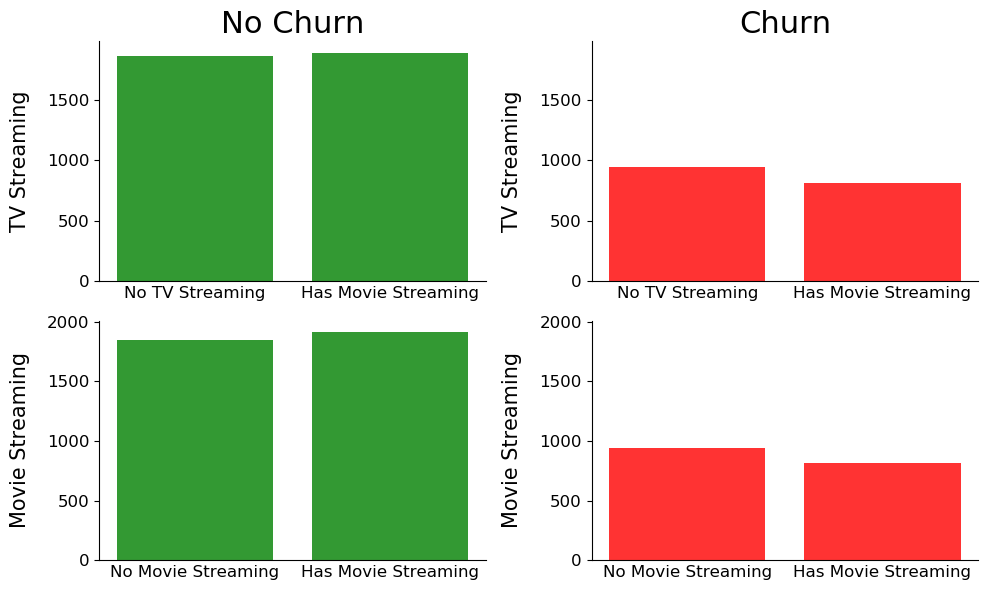 No Churn
Churn
TV Streaming
1500
1000
500
0
No TV Streaming
Has Movie Streaming
TV Streaming
1500
1000
500
0
No TV Streaming
Has Movie Streaming
Movie Streaming
2000
1500
1000
500
0
No Movie Streaming
Has Movie Streaming
Movie Streaming
2000
1500
1000
500
0
No Movie Streaming
Has Movie Streaming